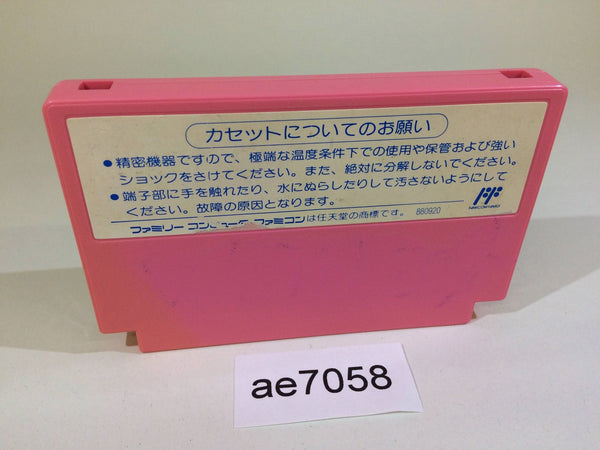 カセットについてのお願い
●精密機器ですので、極端な温度条件下での使用や保管および強い
ショックをさけてください。また、絶対に分解しないでください。
●端子部に手を触れたり、水にぬらしたりして汚さないようにして
ください。故障の原因となります。
ファミリー コンピュータ ファミコンは任天堂の商標です。 880920
ae7058